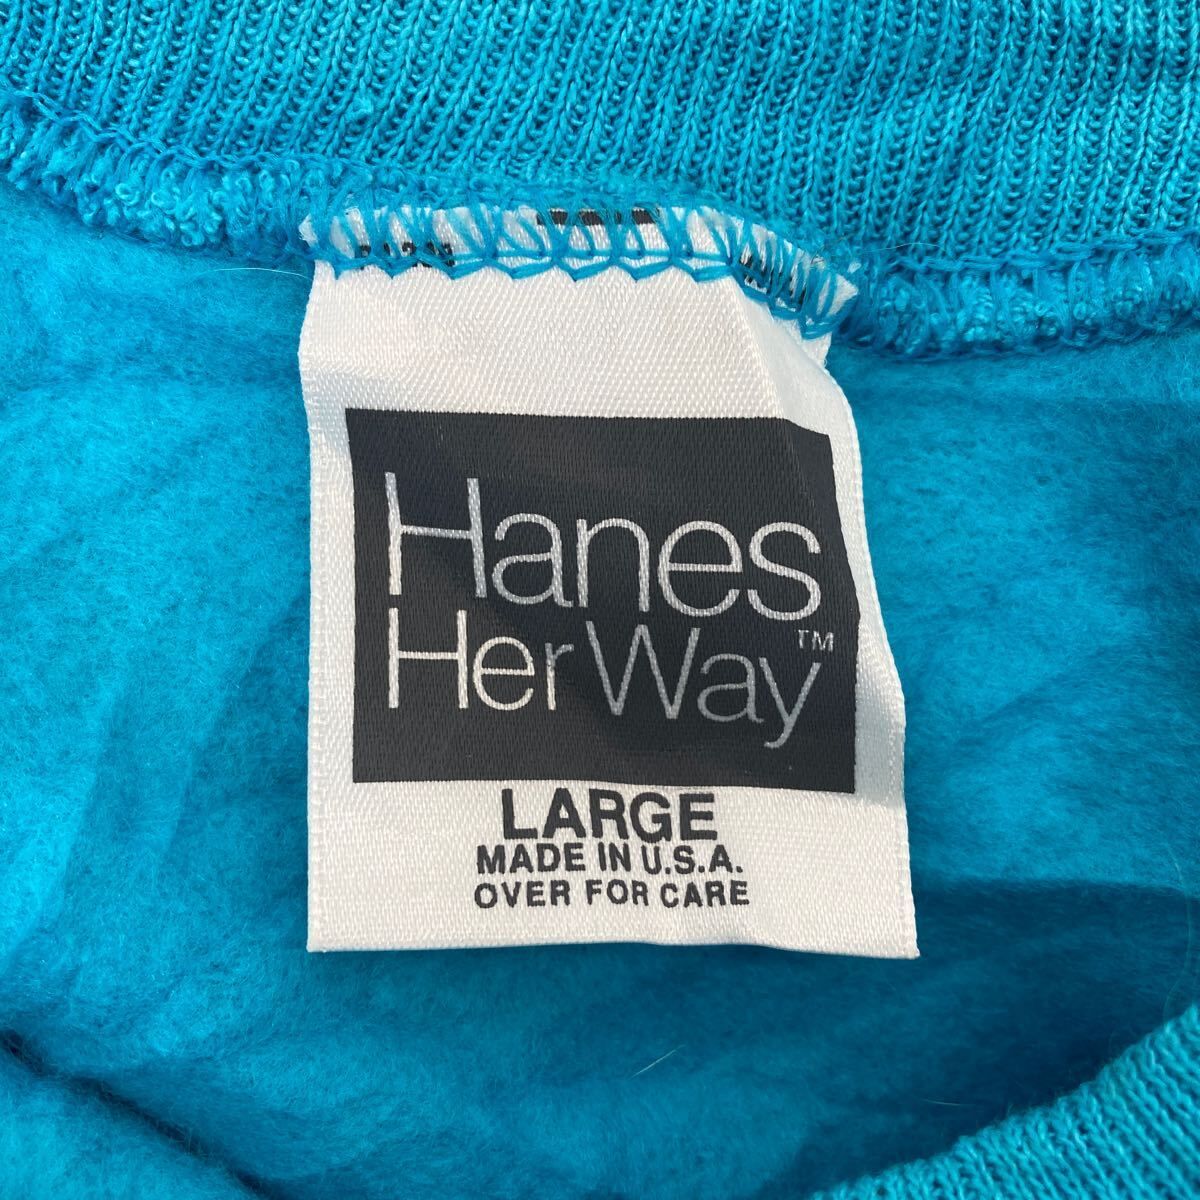 Hanes
Her Way™
LARGE
MADE IN U.S.A.
OVER FOR CARE